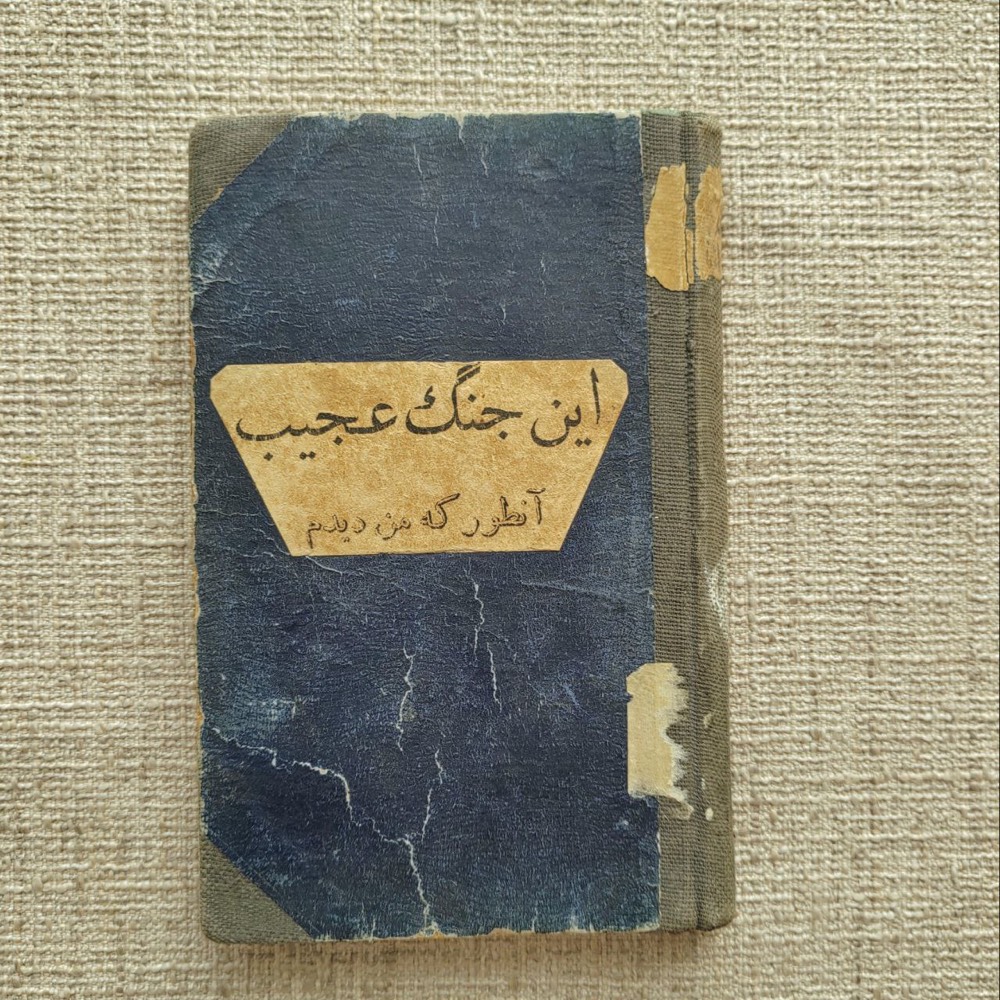 این جنگ عجیب
آنطور که من دیدم